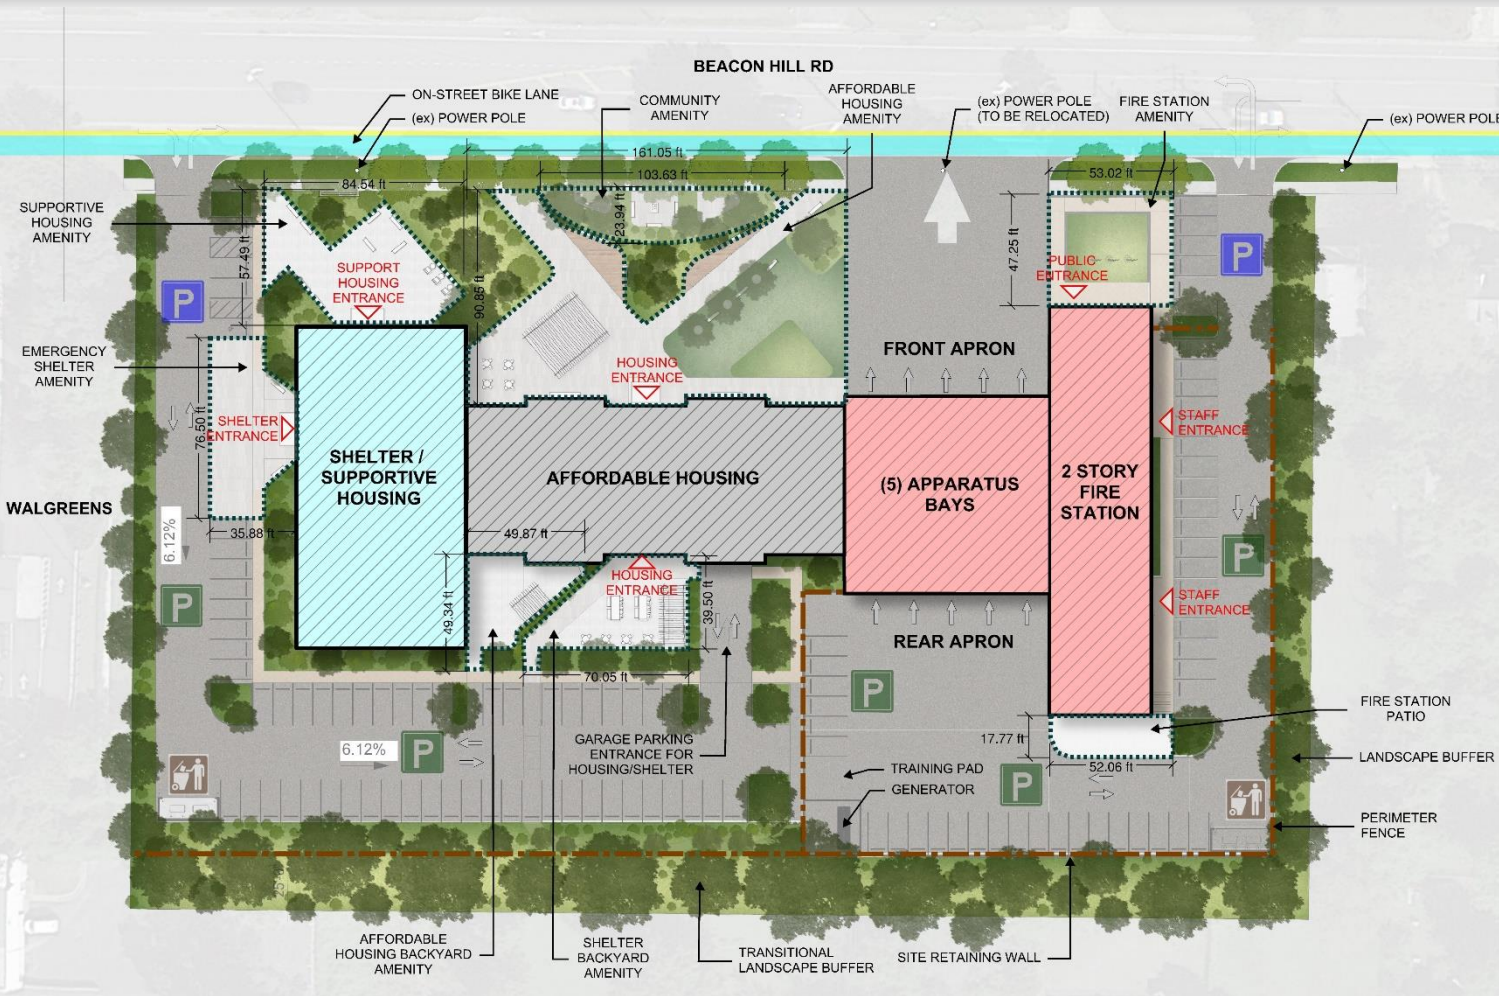 BEACON HILL RD
ON-STREET BIKE LANE
(ex) POWER POLE
COMMUNITY
AMENITY
AFFORDABLE
HOUSING
AMENITY
(ex) POWER POLE
(TO BE RELOCATED)
FIRE STATION
AMENITY
(ex) POWER POLE
161.05 ft
103.63 ft
84.54 ft
53.02 ft
SUPPORTIVE
HOUSING
AMENITY
57.49 ft
23.94 ft
47.25 ft
90.85 ft
SUPPORT
HOUSING
ENTRANCE
PUBLIC
ENTRANCE
P
P
EMERGENCY
SHELTER
AMENITY
FRONT APRON
HOUSING
ENTRANCE
76.50 ft
SHELTER
ENTRANCE
STAFF
ENTRANCE
SHELTER /
SUPPORTIVE
HOUSING
AFFORDABLE HOUSING
(5) APPARATUS
BAYS
2 STORY
FIRE
STATION
WALGREENS
6.12%
35.88 ft
49.87 ft
P
P
HOUSING
ENTRANCE
49.34 ft
39.50 ft
STAFF
ENTRANCE
REAR APRON
70.05 ft
P
FIRE STATION
PATIO
17.77 ft
52.06 ft
6.12%
P
GARAGE PARKING
ENTRANCE FOR
HOUSING/SHELTER
LANDSCAPE BUFFER
TRAINING PAD
GENERATOR
P
PERIMETER
FENCE
AFFORDABLE
HOUSING BACKYARD
AMENITY
SHELTER
BACKYARD
AMENITY
TRANSITIONAL
LANDSCAPE BUFFER
SITE RETAINING WALL